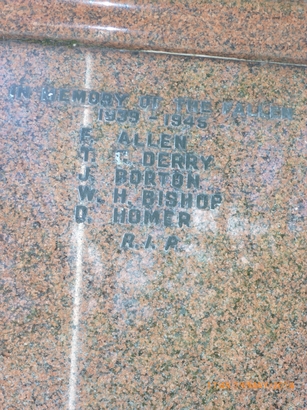 IN MEMORY OF THE FALLEN
1939 - 1945
F. ALLEN
T. DERRY
J. BORTON
W. H. BISHOP
D. HOMER
R.I.P.